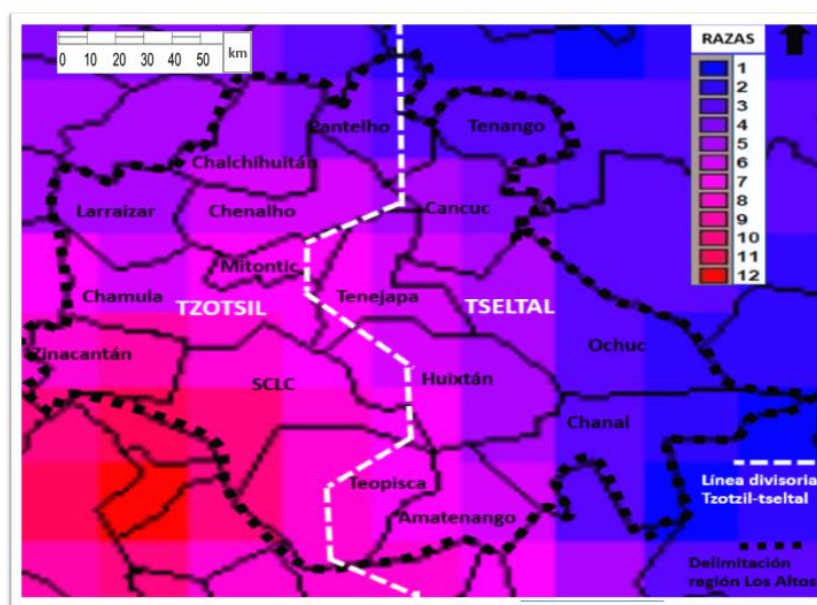 0 10 20 30 40 50 km
RAZAS
1
2
3
4
5
6
7
8
9
10
11
12
Pantelho
Tenango
Chalchihuitán
Larraizar
Chenalho
Cancuc
Mitontic
Chamula
TZOTSIL
Tenejapa
TSELTAL
Zinacantán
Ochuc
SCLC
Huixtán
Chanal
Teopisca
Amatenango
Línea divisoria
Tzotzil-tseltal
Delimitación
región Los Altos